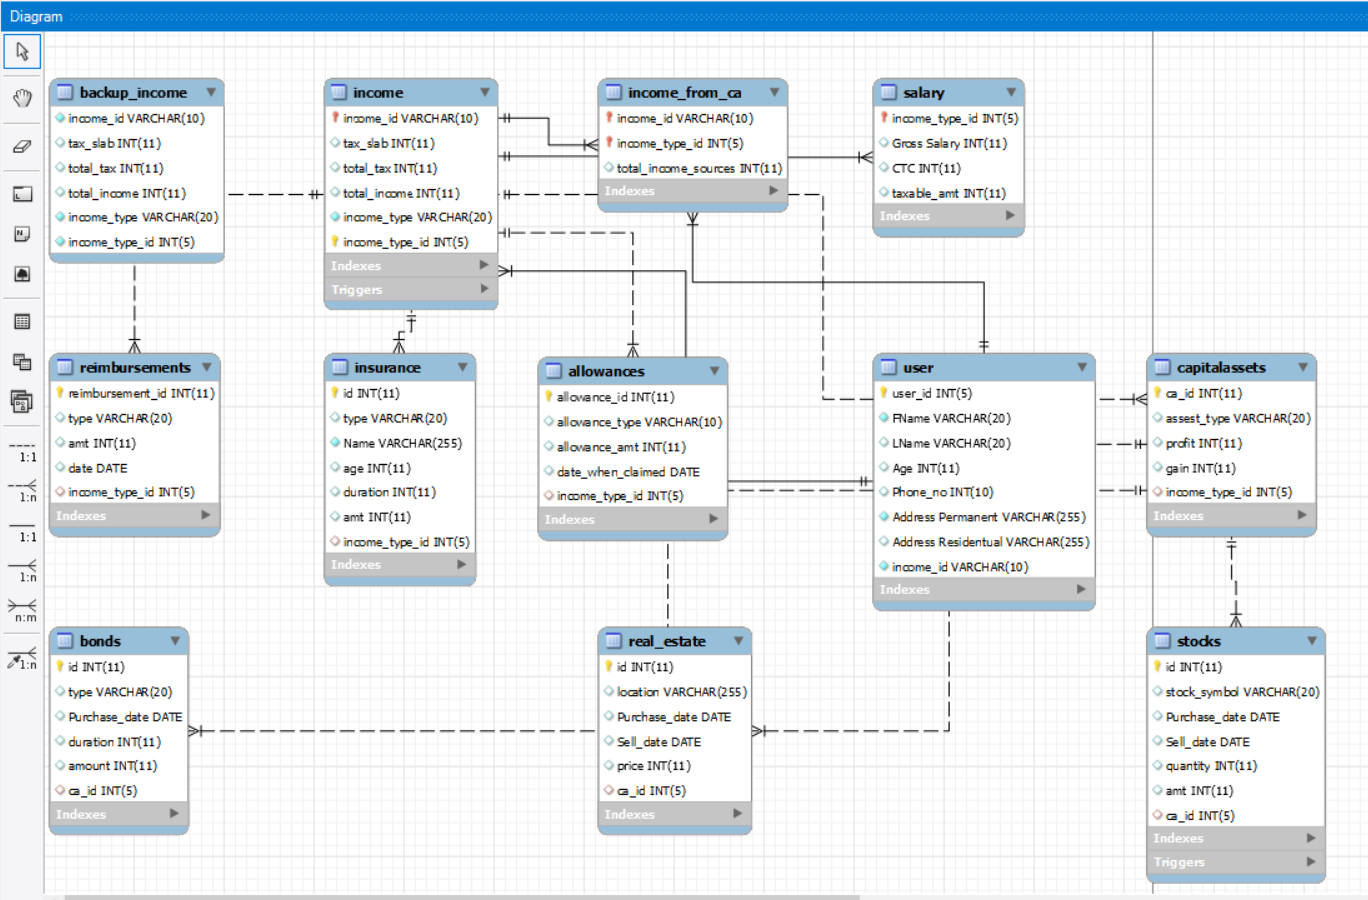 Diagram
backup_income
income_id VARCHAR(10)
tax_slab INT(11)
total_tax INT(11)
total_income INT(11)
income_type VARCHAR(20)
income_type_id INT(5)
income
income_id VARCHAR(10)
tax_slab INT(11)
total_tax INT(11)
total_income INT(11)
income_type VARCHAR(20)
income_type_id INT(5)
Indexes
Triggers
income_from_ca
income_id VARCHAR(10)
income_type_id INT(5)
total_income_sources INT(11)
Indexes
salary
income_type_id INT(5)
Gross Salary INT(11)
CTC INT(11)
taxable_amt INT(11)
Indexes
reimbursements
reimbursement_id INT(11)
type VARCHAR(20)
amt INT(11)
date DATE
income_type_id INT(5)
Indexes
insurance
id INT(11)
type VARCHAR(20)
Name VARCHAR(255)
age INT(11)
duration INT(11)
amt INT(11)
income_type_id INT(5)
Indexes
allowances
allowance_id INT(11)
allowance_type VARCHAR(10)
allowance_amt INT(11)
date_when_claimed DATE
income_type_id INT(5)
Indexes
user
user_id INT(5)
FName VARCHAR(20)
LName VARCHAR(20)
Age INT(11)
Phone_no INT(10)
Address Permanent VARCHAR(255)
Address Residentual VARCHAR(255)
income_id VARCHAR(10)
Indexes
capitalassets
ca_id INT(11)
assest_type VARCHAR(20)
profit INT(11)
gain INT(11)
income_type_id INT(5)
Indexes
bonds
id INT(11)
type VARCHAR(20)
Purchase_date DATE
duration INT(11)
amount INT(11)
ca_id INT(5)
Indexes
real_estate
id INT(11)
location VARCHAR(255)
Purchase_date DATE
Sell_date DATE
price INT(11)
ca_id INT(5)
Indexes
stocks
id INT(11)
stock_symbol VARCHAR(20)
Purchase_date DATE
Sell_date DATE
quantity INT(11)
amt INT(11)
ca_id INT(5)
Indexes
Triggers
1:1
1:n
1:1
1:n
n:m
1:n